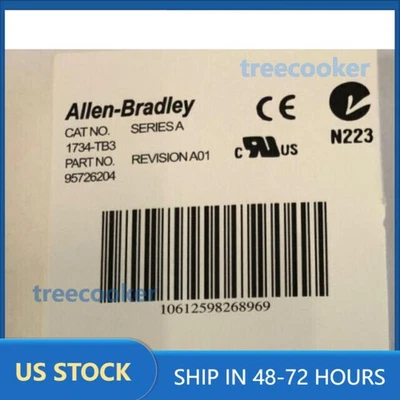 treecooker
Allen-Bradley
CAT NO. SERIES A
1734-TB3
PART NO. REVISION A01
95726204
CE
c UL US
N223
treecooker
10612598268969
US STOCK
SHIP IN 48-72 HOURS